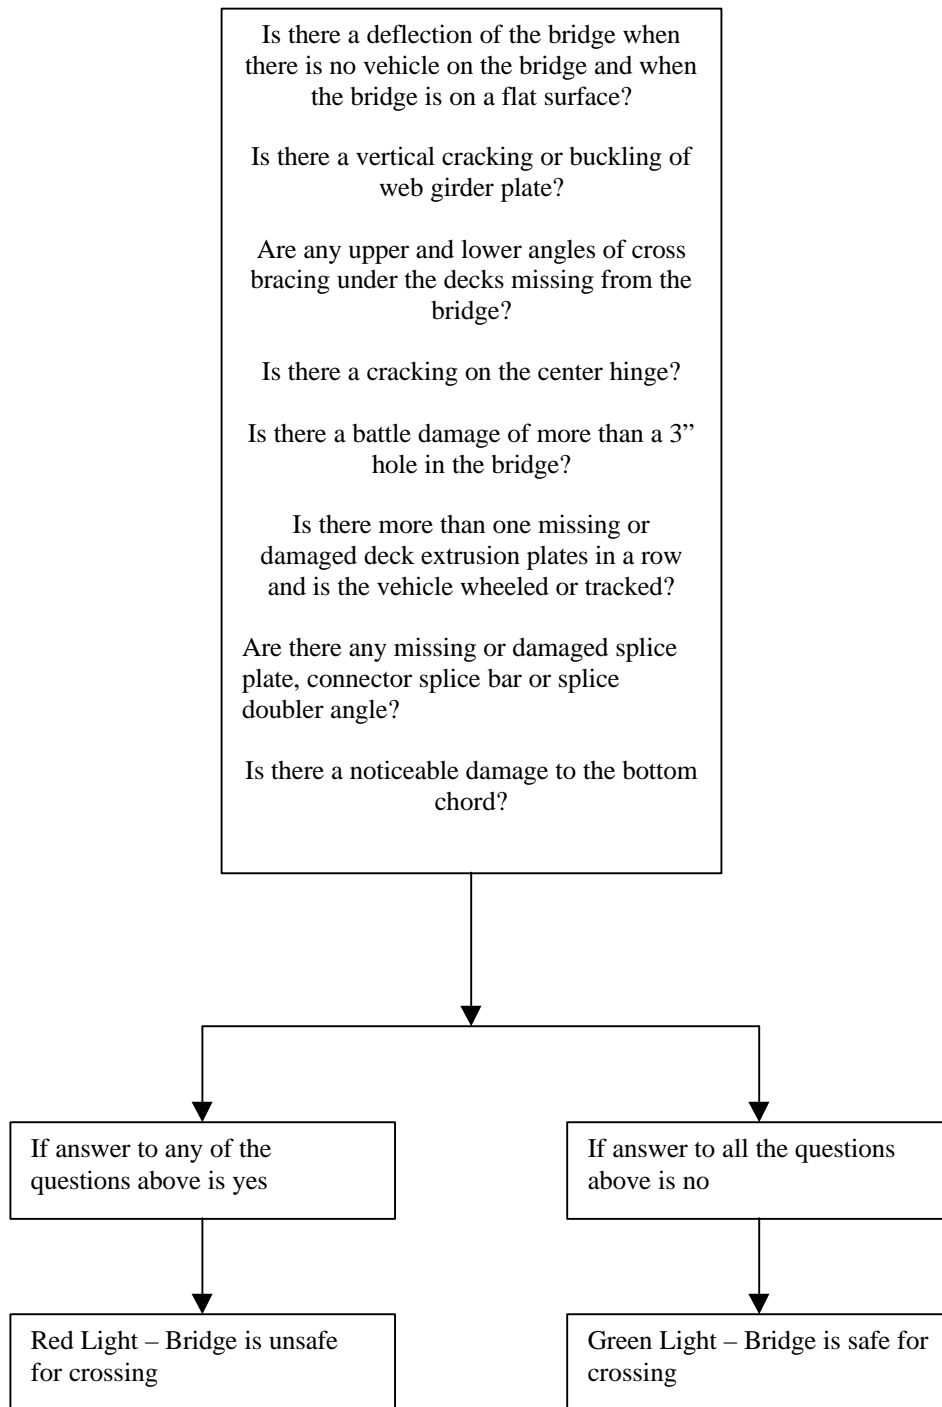 Is there a deflection of the bridge when
there is no vehicle on the bridge and when
the bridge is on a flat surface?
Is there a vertical cracking or buckling of
web girder plate?
Are any upper and lower angles of cross
bracing under the decks missing from the
bridge?
Is there a cracking on the center hinge?
Is there a battle damage of more than a 3”
hole in the bridge?
Is there more than one missing or
damaged deck extrusion plates in a row
and is the vehicle wheeled or tracked?
Are there any missing or damaged splice
plate, connector splice bar or splice
doubler angle?
Is there a noticeable damage to the bottom
chord?
If answer to any of the
questions above is yes
If answer to all the questions
above is no
Red Light – Bridge is unsafe
for crossing
Green Light – Bridge is safe for
crossing